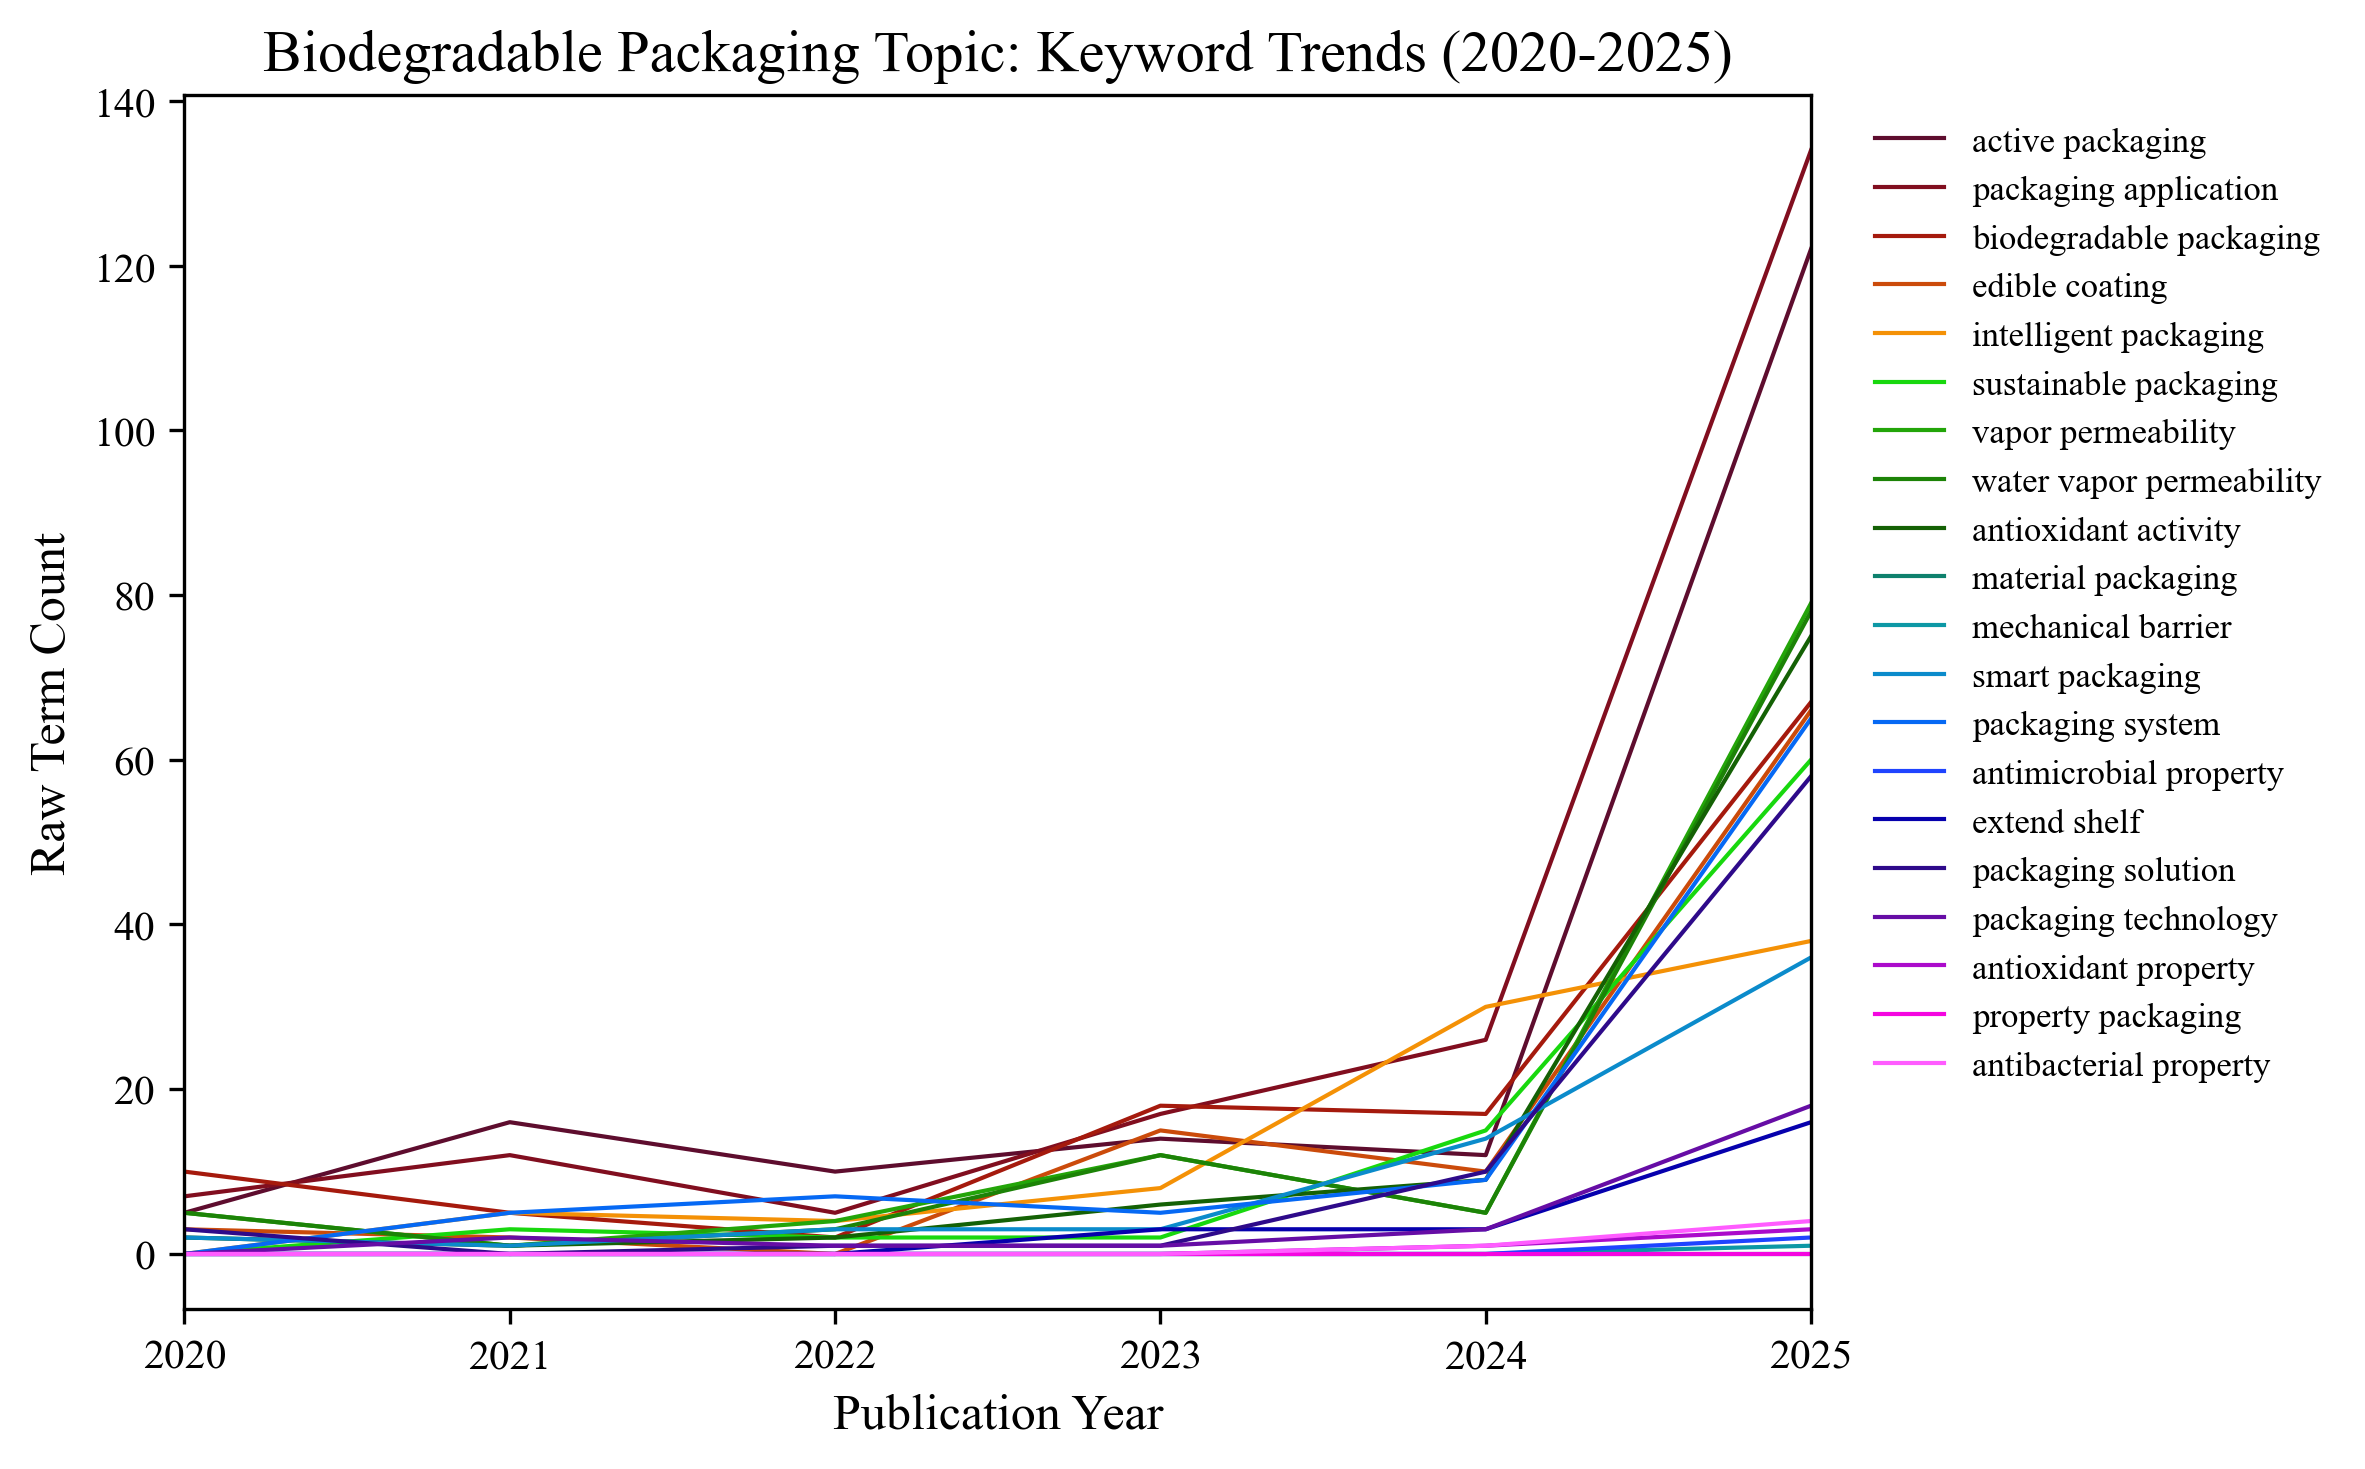 Biodegradable Packaging Topic: Keyword Trends (2020-2025)
140
120
100
80
60
40
20
0
Raw Term Count
2020
2021
2022
2023
2024
2025
Publication Year
active packaging
packaging application
biodegradable packaging
edible coating
intelligent packaging
sustainable packaging
vapor permeability
water vapor permeability
antioxidant activity
material packaging
mechanical barrier
smart packaging
packaging system
antimicrobial property
extend shelf
packaging solution
packaging technology
antioxidant property
property packaging
antibacterial property